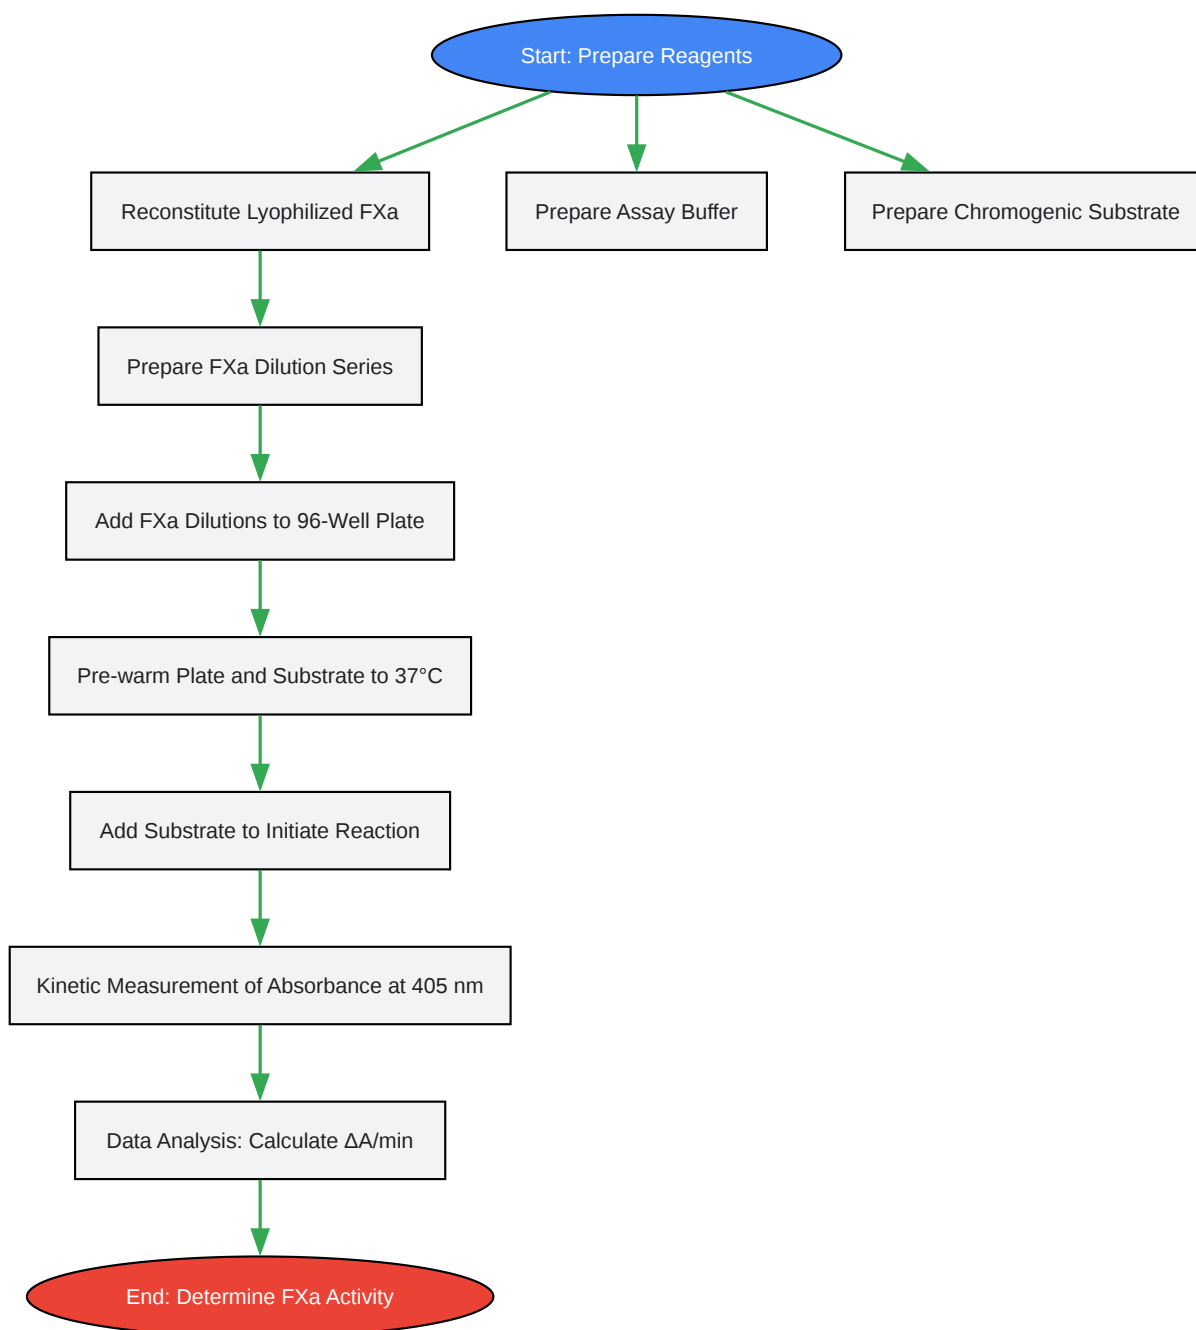 Start: Prepare Reagents
Reconstitute Lyophilized FXa
Prepare Assay Buffer
Prepare Chromogenic Substrate
Prepare FXa Dilution Series
Add FXa Dilutions to 96-Well Plate
Pre-warm Plate and Substrate to 37°C
Add Substrate to Initiate Reaction
Kinetic Measurement of Absorbance at 405 nm
Data Analysis: Calculate ΔA/min
End: Determine FXa Activity